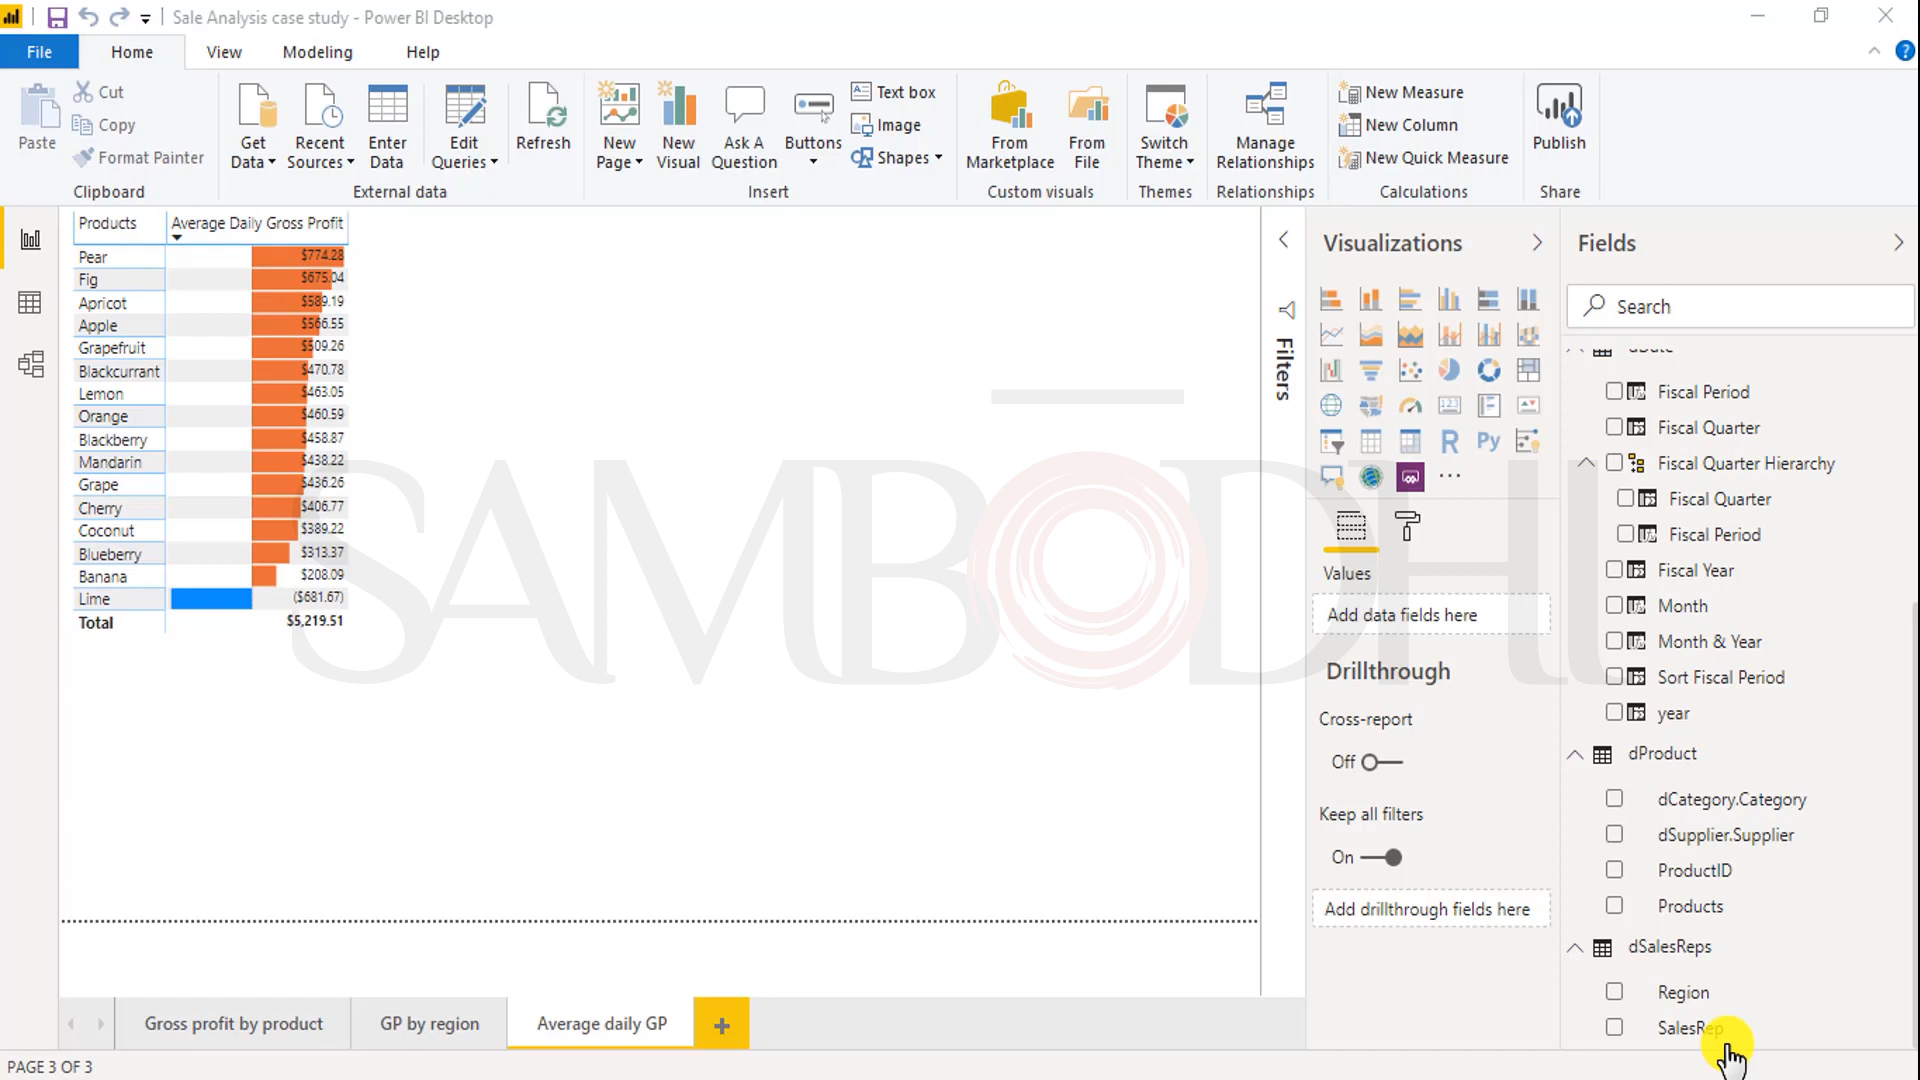 Sale Analysis case study - Power BI Desktop
File Home View Modeling Help
Paste
Cut
Copy
Format Painter
Clipboard
Get Data
Recent Sources
Enter Data
Edit Queries
Refresh
External data
New Page
New Visual
Ask A Question
Buttons
Text box
Image
Shapes
Insert
From Marketplace
From File
Custom visuals
Switch Theme
Themes
Manage Relationships
Relationships
New Measure
New Column
New Quick Measure
Calculations
Publish
Share
Products Average Daily Gross Profit
Pear $774.28
Fig $675.04
Apricot $589.19
Apple $566.55
Grapefruit $509.26
Blackcurrant $470.78
Lemon $463.05
Orange $460.59
Blackberry $458.87
Mandarin $438.22
Grape $436.26
Cherry $406.77
Coconut $389.22
Blueberry $313.37
Banana $208.09
Lime ($681.67)
Total $5,219.51
SAMBODHI
Filters
Visualizations
R Py
Values
Add data fields here
Drillthrough
Cross-report
Off
Keep all filters
On
Add drillthrough fields here
Fields
Search
Fiscal Period
Fiscal Quarter
Fiscal Quarter Hierarchy
Fiscal Quarter
Fiscal Period
Fiscal Year
Month
Month & Year
Sort Fiscal Period
year
dProduct
dCategory.Category
dSupplier.Supplier
ProductID
Products
dSalesReps
Region
SalesRep
Gross profit by product GP by region Average daily GP
PAGE 3 OF 3